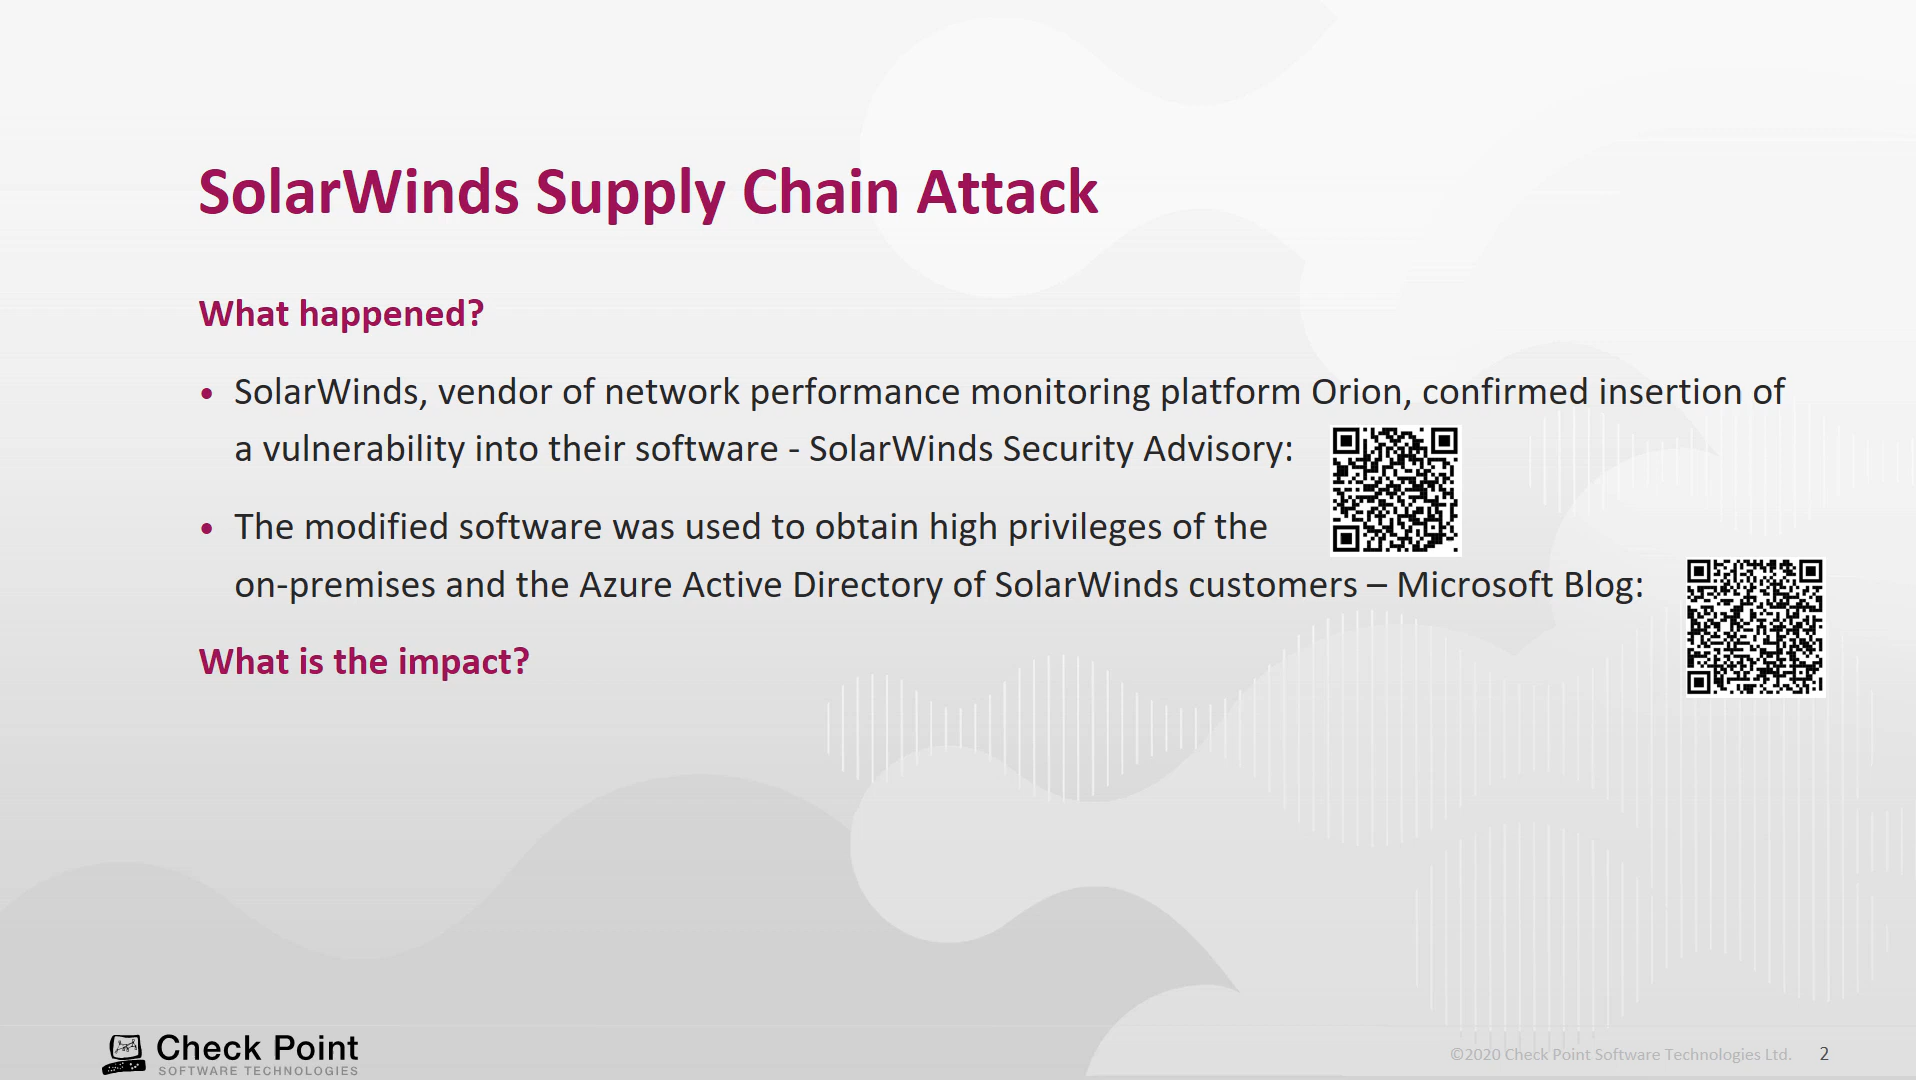 SolarWinds Supply Chain Attack
What happened?
• SolarWinds, vendor of network performance monitoring platform Orion, confirmed insertion of
a vulnerability into their software - SolarWinds Security Advisory:
• The modified software was used to obtain high privileges of the
on-premises and the Azure Active Directory of SolarWinds customers – Microsoft Blog:
What is the impact?
Check Point
SOFTWARE TECHNOLOGIES
©2020 Check Point Software Technologies Ltd. 2